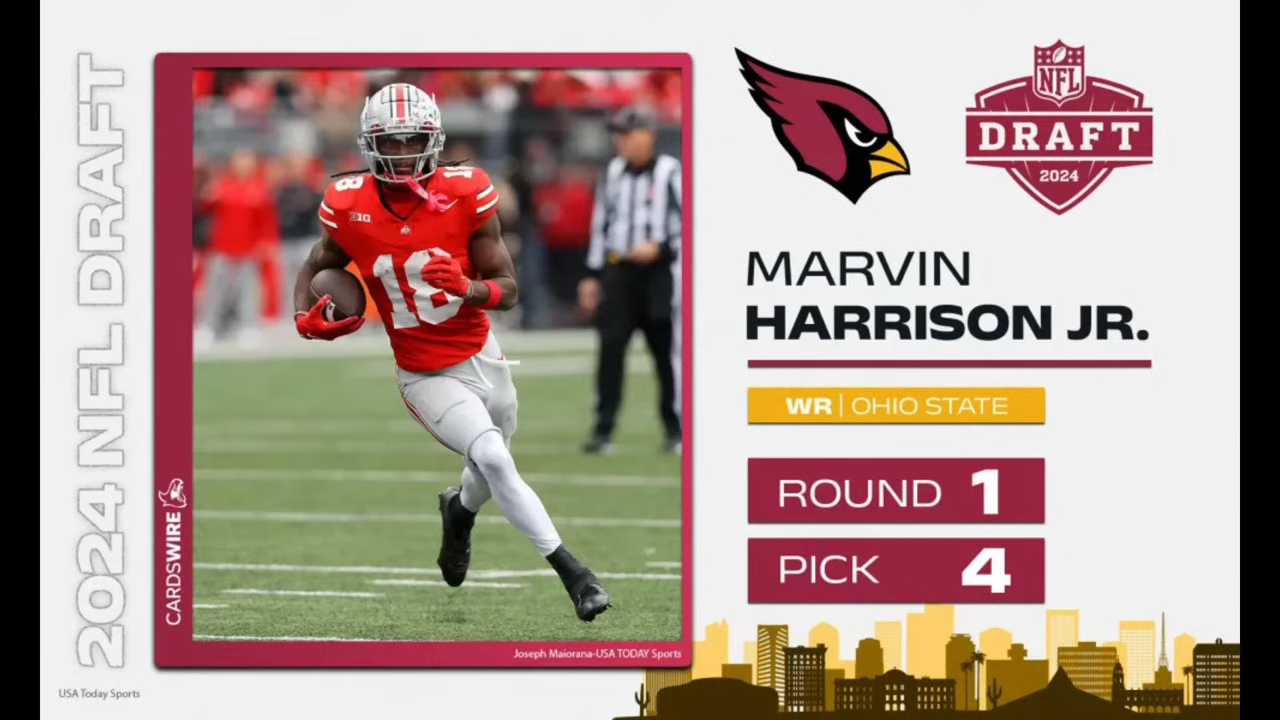 2024 NFL DRAFT
CARDSWIRE
18
B1G
18
Joseph Maiorana-USA TODAY Sports
USA Today Sports
NFL
DRAFT
2024
MARVIN
HARRISON JR.
WR | OHIO STATE
ROUND 1
PICK 4